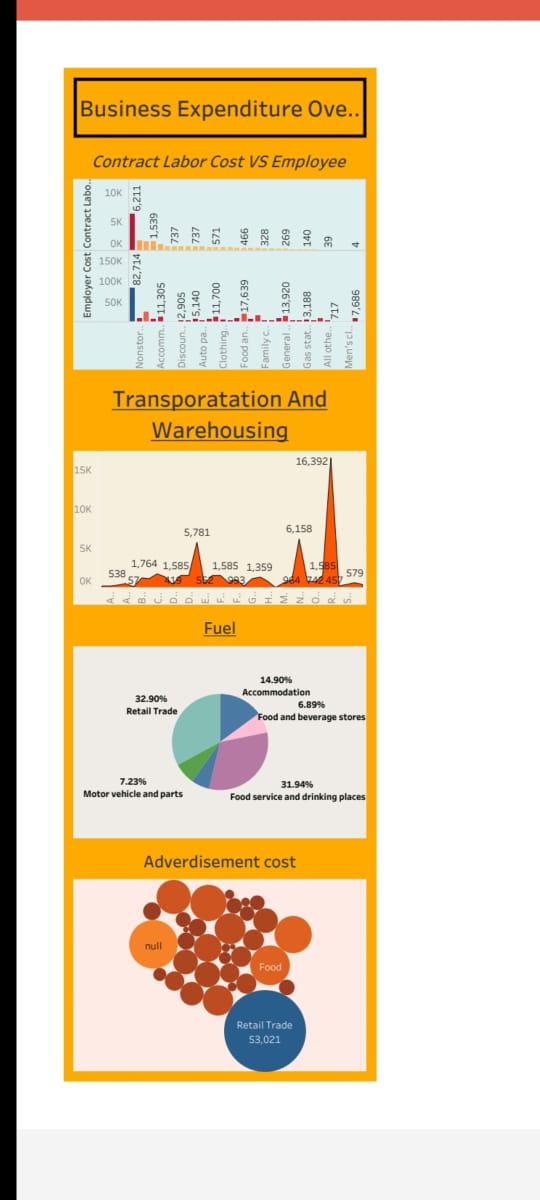 Business Expenditure Ove..
Contract Labor Cost VS Employee
Contract Labo..
10K
5K
0K
6,211
1,539
737
737
571
466
328
269
140
39
4
Employer Cost
150K
100K
50K
82,714
11,305
2,905
5,140
11,700
17,639
13,920
3,188
717
7,686
Nonstor..
Accomm..
Discoun..
Auto pa..
Clothing..
Food an..
Family c..
General ..
Gas stat..
All othe..
Men's cl..
Transporatation And
Warehousing
15K
10K
5K
0K
16,392
6,158
5,781
538
57
1,764
1,585
419
552
1,585
993
1,359
964
1,585
742
457
579
A..
A..
B..
C..
D..
D..
E..
F..
F..
G..
H..
M..
N..
O..
R..
S..
Fuel
14.90%
Accommodation
6.89%
Food and beverage stores
32.90%
Retail Trade
7.23%
Motor vehicle and parts
31.94%
Food service and drinking places
Adverdisement cost
null
Food
Retail Trade
53,021